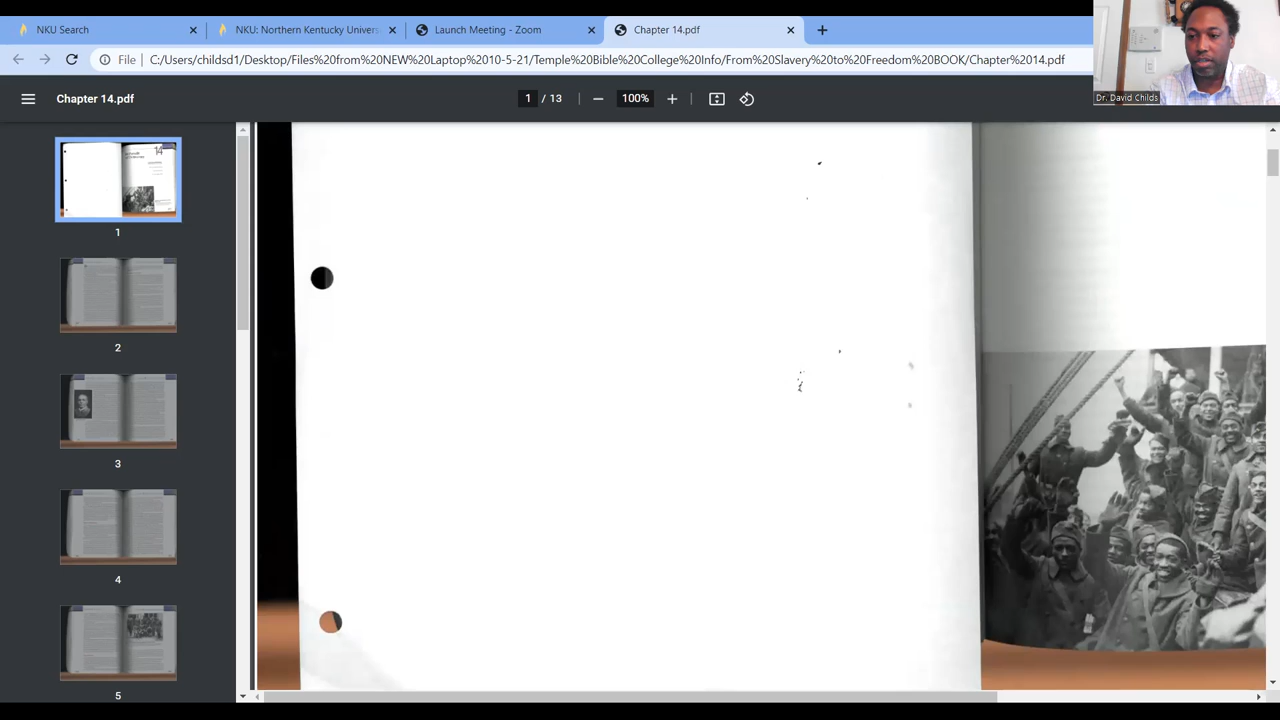 NKU Search
NKU: Northern Kentucky Univers
Launch Meeting - Zoom
Chapter 14.pdf
File
C:/Users/childsd1/Desktop/Files%20from%20NEW%20Laptop%2010-5-21/Temple%20Bible%20College%20Info/From%20Slavery%20to%20Freedom%20BOOK/Chapter%2014.pdf
Dr. David Childs
Chapter 14.pdf
1 / 13
100%
14
1
2
3
4
5